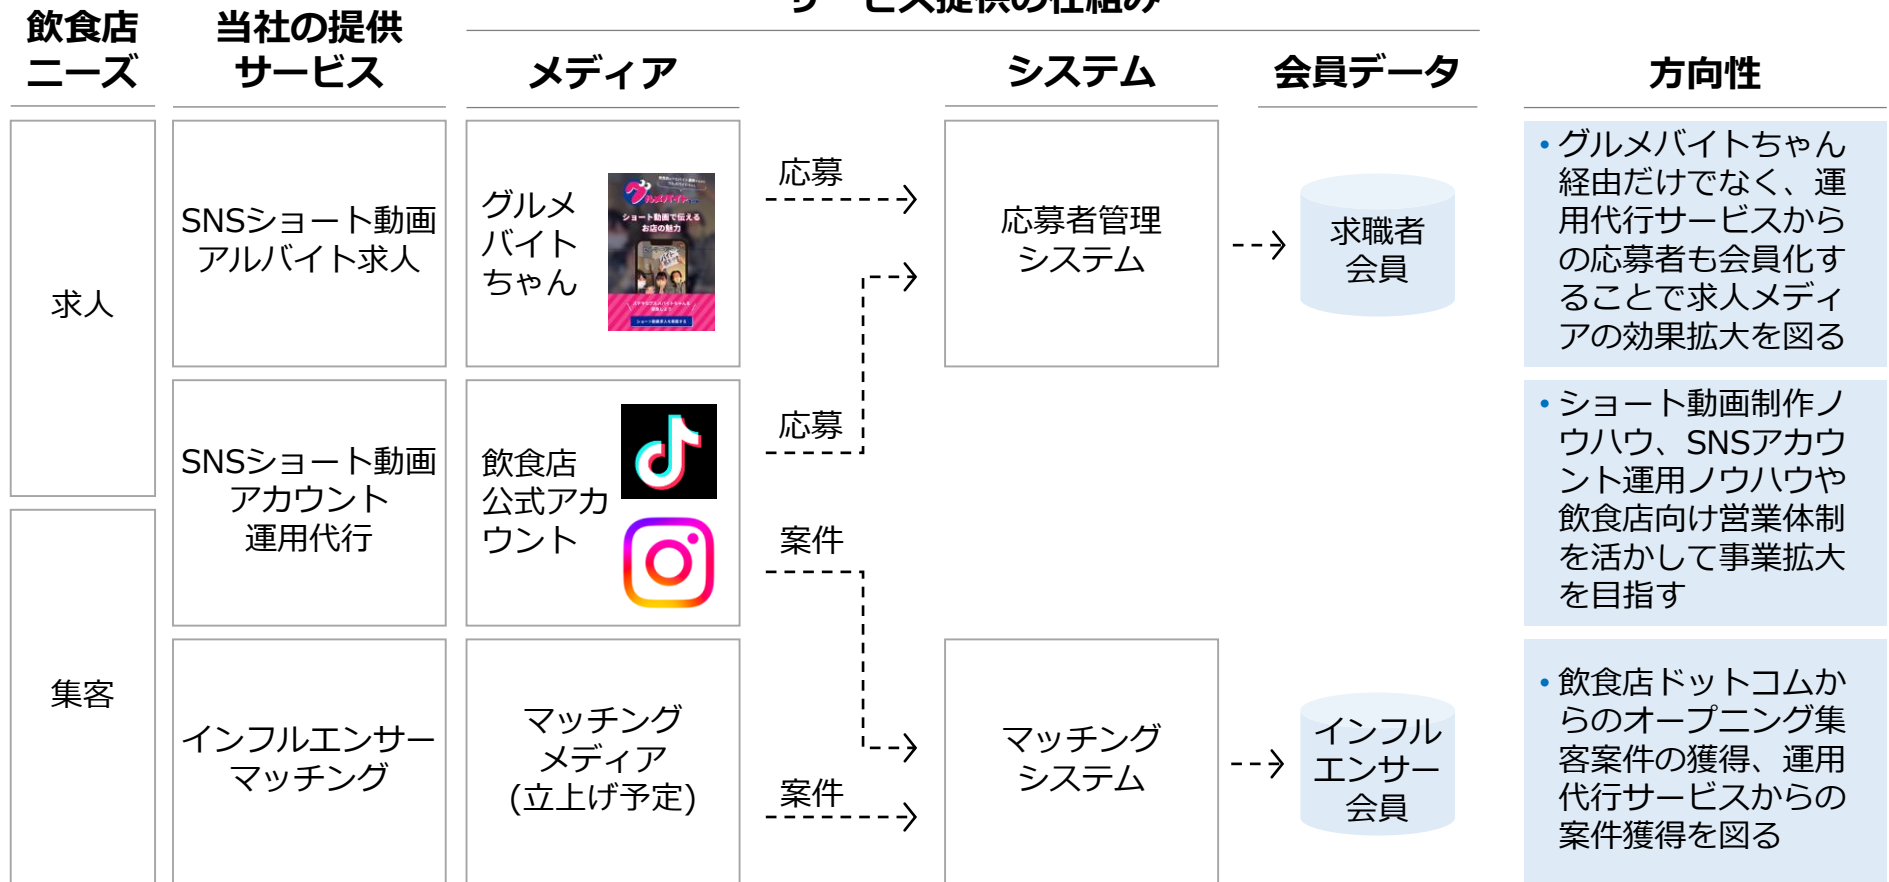 サービス提供の仕組み
飲食店
ニーズ
当社の提供
サービス
メディア
システム
会員データ
方向性
求人
SNSショート動画
アルバイト求人
グルメ
バイト
ちゃん
ショート動画で伝える
お店の魅力
応募
応募者管理
システム
求職者
会員
• グルメバイトちゃん
経由だけでなく、運
用代行サービスから
の応募者も会員化す
ることで求人メディ
アの効果拡大を図る
SNSショート動画
アカウント
運用代行
飲食店
公式アカ
ウント
応募
案件
• ショート動画制作ノ
ウハウ、SNSアカウ
ント運用ノウハウや
飲食店向け営業体制
を活かして事業拡大
を目指す
集客
インフルエンサー
マッチング
マッチング
メディア
(立上げ予定)
案件
マッチング
システム
インフル
エンサー
会員
• 飲食店ドットコムか
らのオープニング集
客案件の獲得、運用
代行サービスからの
案件獲得を図る